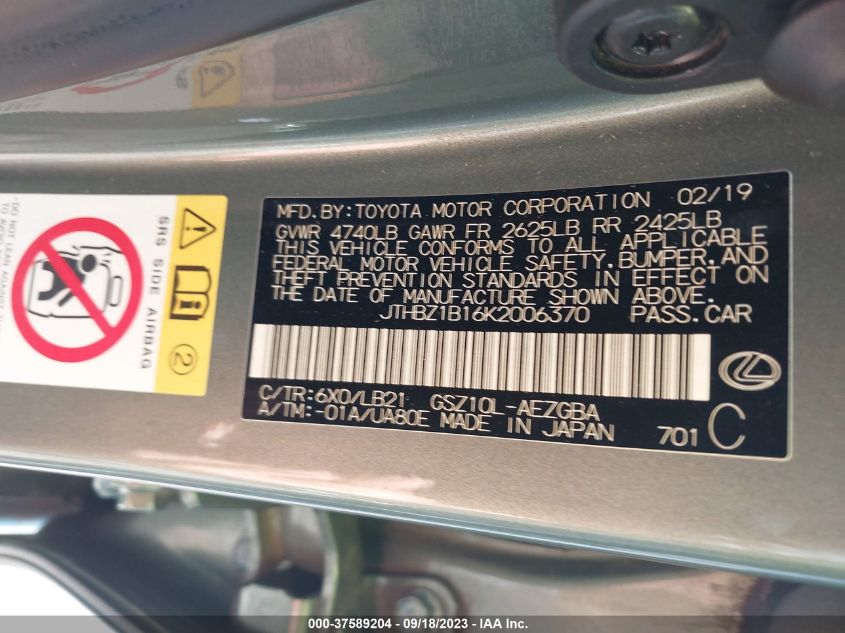 MFD.BY:TOYOTA MOTOR CORPORATION 02/19
GVWR 4740LB GAWR FR 2625LB RR 2425LB
THIS VEHICLE CONFORMS TO ALL APPLICABLE
FEDERAL MOTOR VEHICLE SAFETY,BUMPER,AND
THEFT PREVENTION STANDARDS IN EFFECT ON
THE DATE OF MANUFACTURE SHOWN ABOVE.
JTHBZ1B16K2006370 PASS.CAR
C/TR:6X0/LB21 GSZ10L-AEZGBA
A/TM:-01A/UA80E MADE IN JAPAN 701 C
SRS SIDE AIRBAG
2
000-37589204 - 09/18/2023 - IAA Inc.